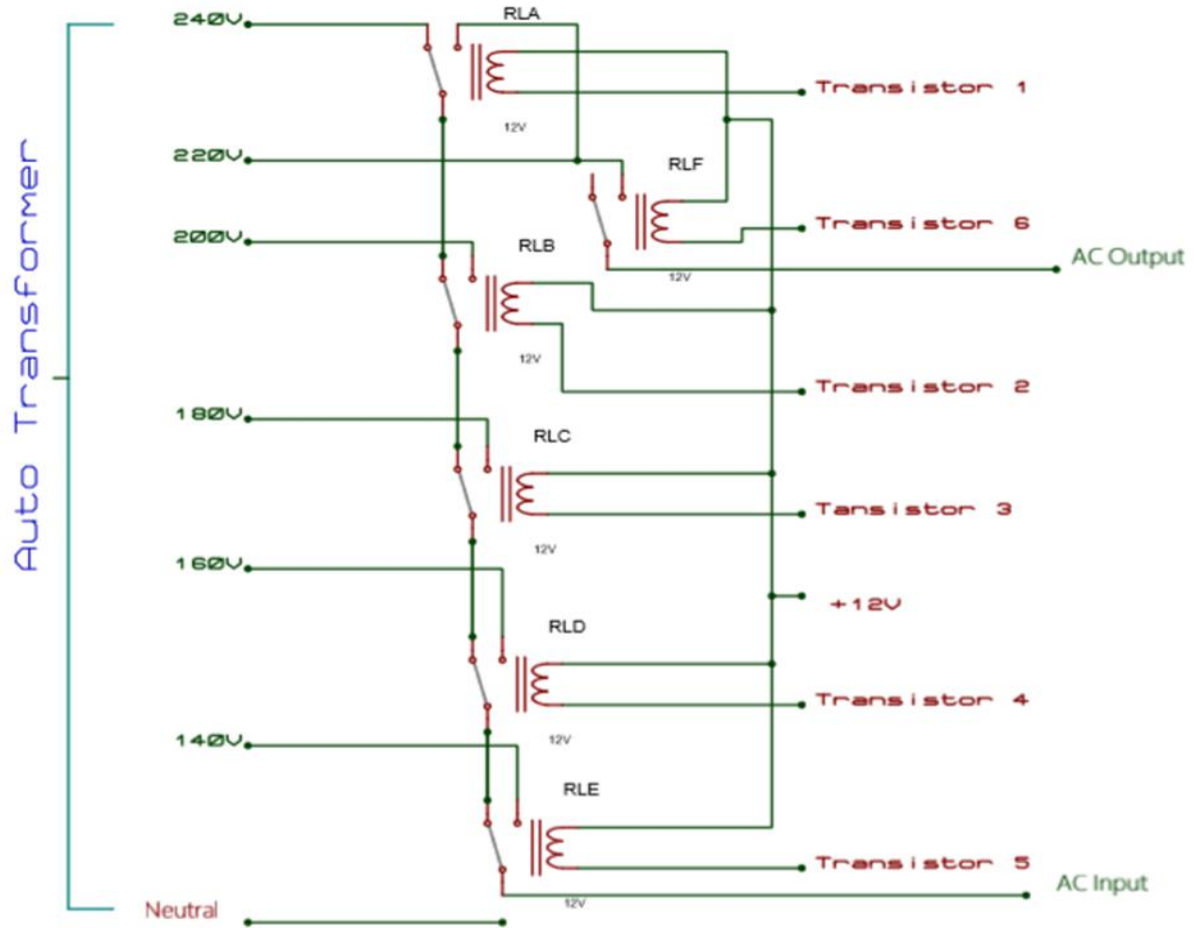 240V
RLA
Transistor 1
12V
Auto Transformer
220V
RLF
Transistor 6
200V
RLB
AC Output
12V
12V
Transistor 2
180V
RLC
Tansistor 3
12V
160V
+12V
RLD
Transistor 4
140V
12V
RLE
Transistor 5
AC Input
12V
Neutral